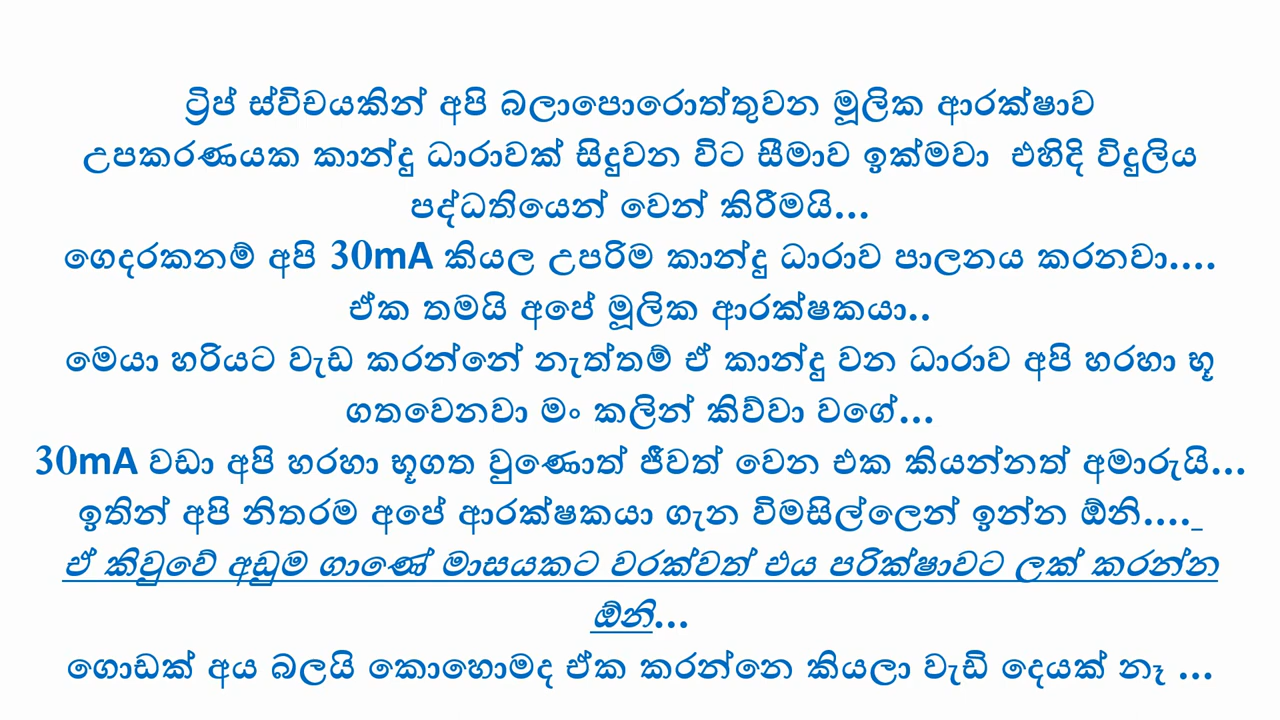 ට්‍රිප් ස්විචයකින් අපි බලාපොරොත්තුවන මූලික ආරක්ෂාව
උපකරණයක කාන්දු ධාරාවක් සිදුවන විට සීමාව ඉක්මවා එහිදි විදුලිය
පද්ධතියෙන් වෙන් කිරීමයි...
ගෙදරකනම් අපි 30mA කියල උපරිම කාන්දු ධාරාව පාලනය කරනවා....
ඒක තමයි අපේ මූලික ආරක්ෂකයා..
මෙයා හරියට වැඩ කරන්නේ නැත්තම් ඒ කාන්දු වන ධාරාව අපි හරහා භූ
ගතවෙනවා මං කලින් කිව්වා වගේ...
30mA වඩා අපි හරහා භූගත වුණොත් ජීවත් වෙන එක කියන්නත් අමාරුයි...
ඉතින් අපි නිතරම අපේ ආරක්ෂකයා ගැන විමසිල්ලෙන් ඉන්න ඕනි....
ඒ කිවුවේ අඩුම ගාණේ මාසයකට වරක්වත් එය පරික්ෂාවට ලක් කරන්න
ඕනි...
ගොඩක් අය බලයි කොහොමද ඒක කරන්නෙ කියලා වැඩි දෙයක් නෑ ...